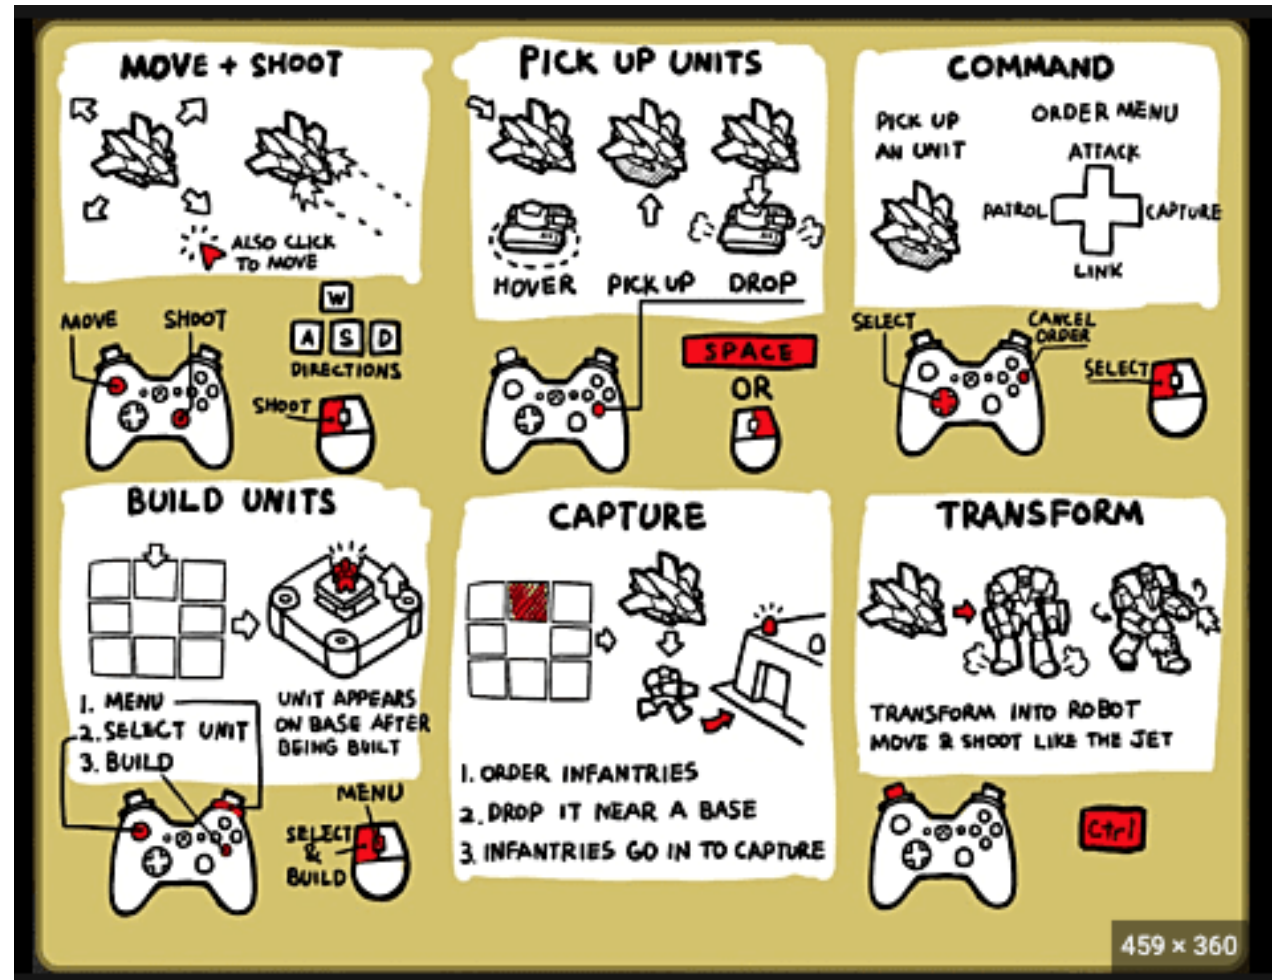 MOVE + SHOOT
ALSO CLICK
TO MOVE
MOVE
SHOOT
W
A S D
DIRECTIONS
SHOOT
PICK UP UNITS
HOVER
PICK UP
DROP
SPACE
OR
COMMAND
PICK UP
AN UNIT
ORDER MENU
ATTACK
PATROL
CAPTURE
LINK
SELECT
CANCEL
ORDER
SELECT
BUILD UNITS
1. MENU
2. SELECT UNIT
3. BUILD
UNIT APPEARS
ON BASE AFTER
BEING BUILT
MENU
SELECT
&
BUILD
CAPTURE
1. ORDER INFANTRIES
2. DROP IT NEAR A BASE
3. INFANTRIES GO IN TO CAPTURE
TRANSFORM
TRANSFORM INTO ROBOT
MOVE & SHOOT LIKE THE JET
Ctrl
459 × 360